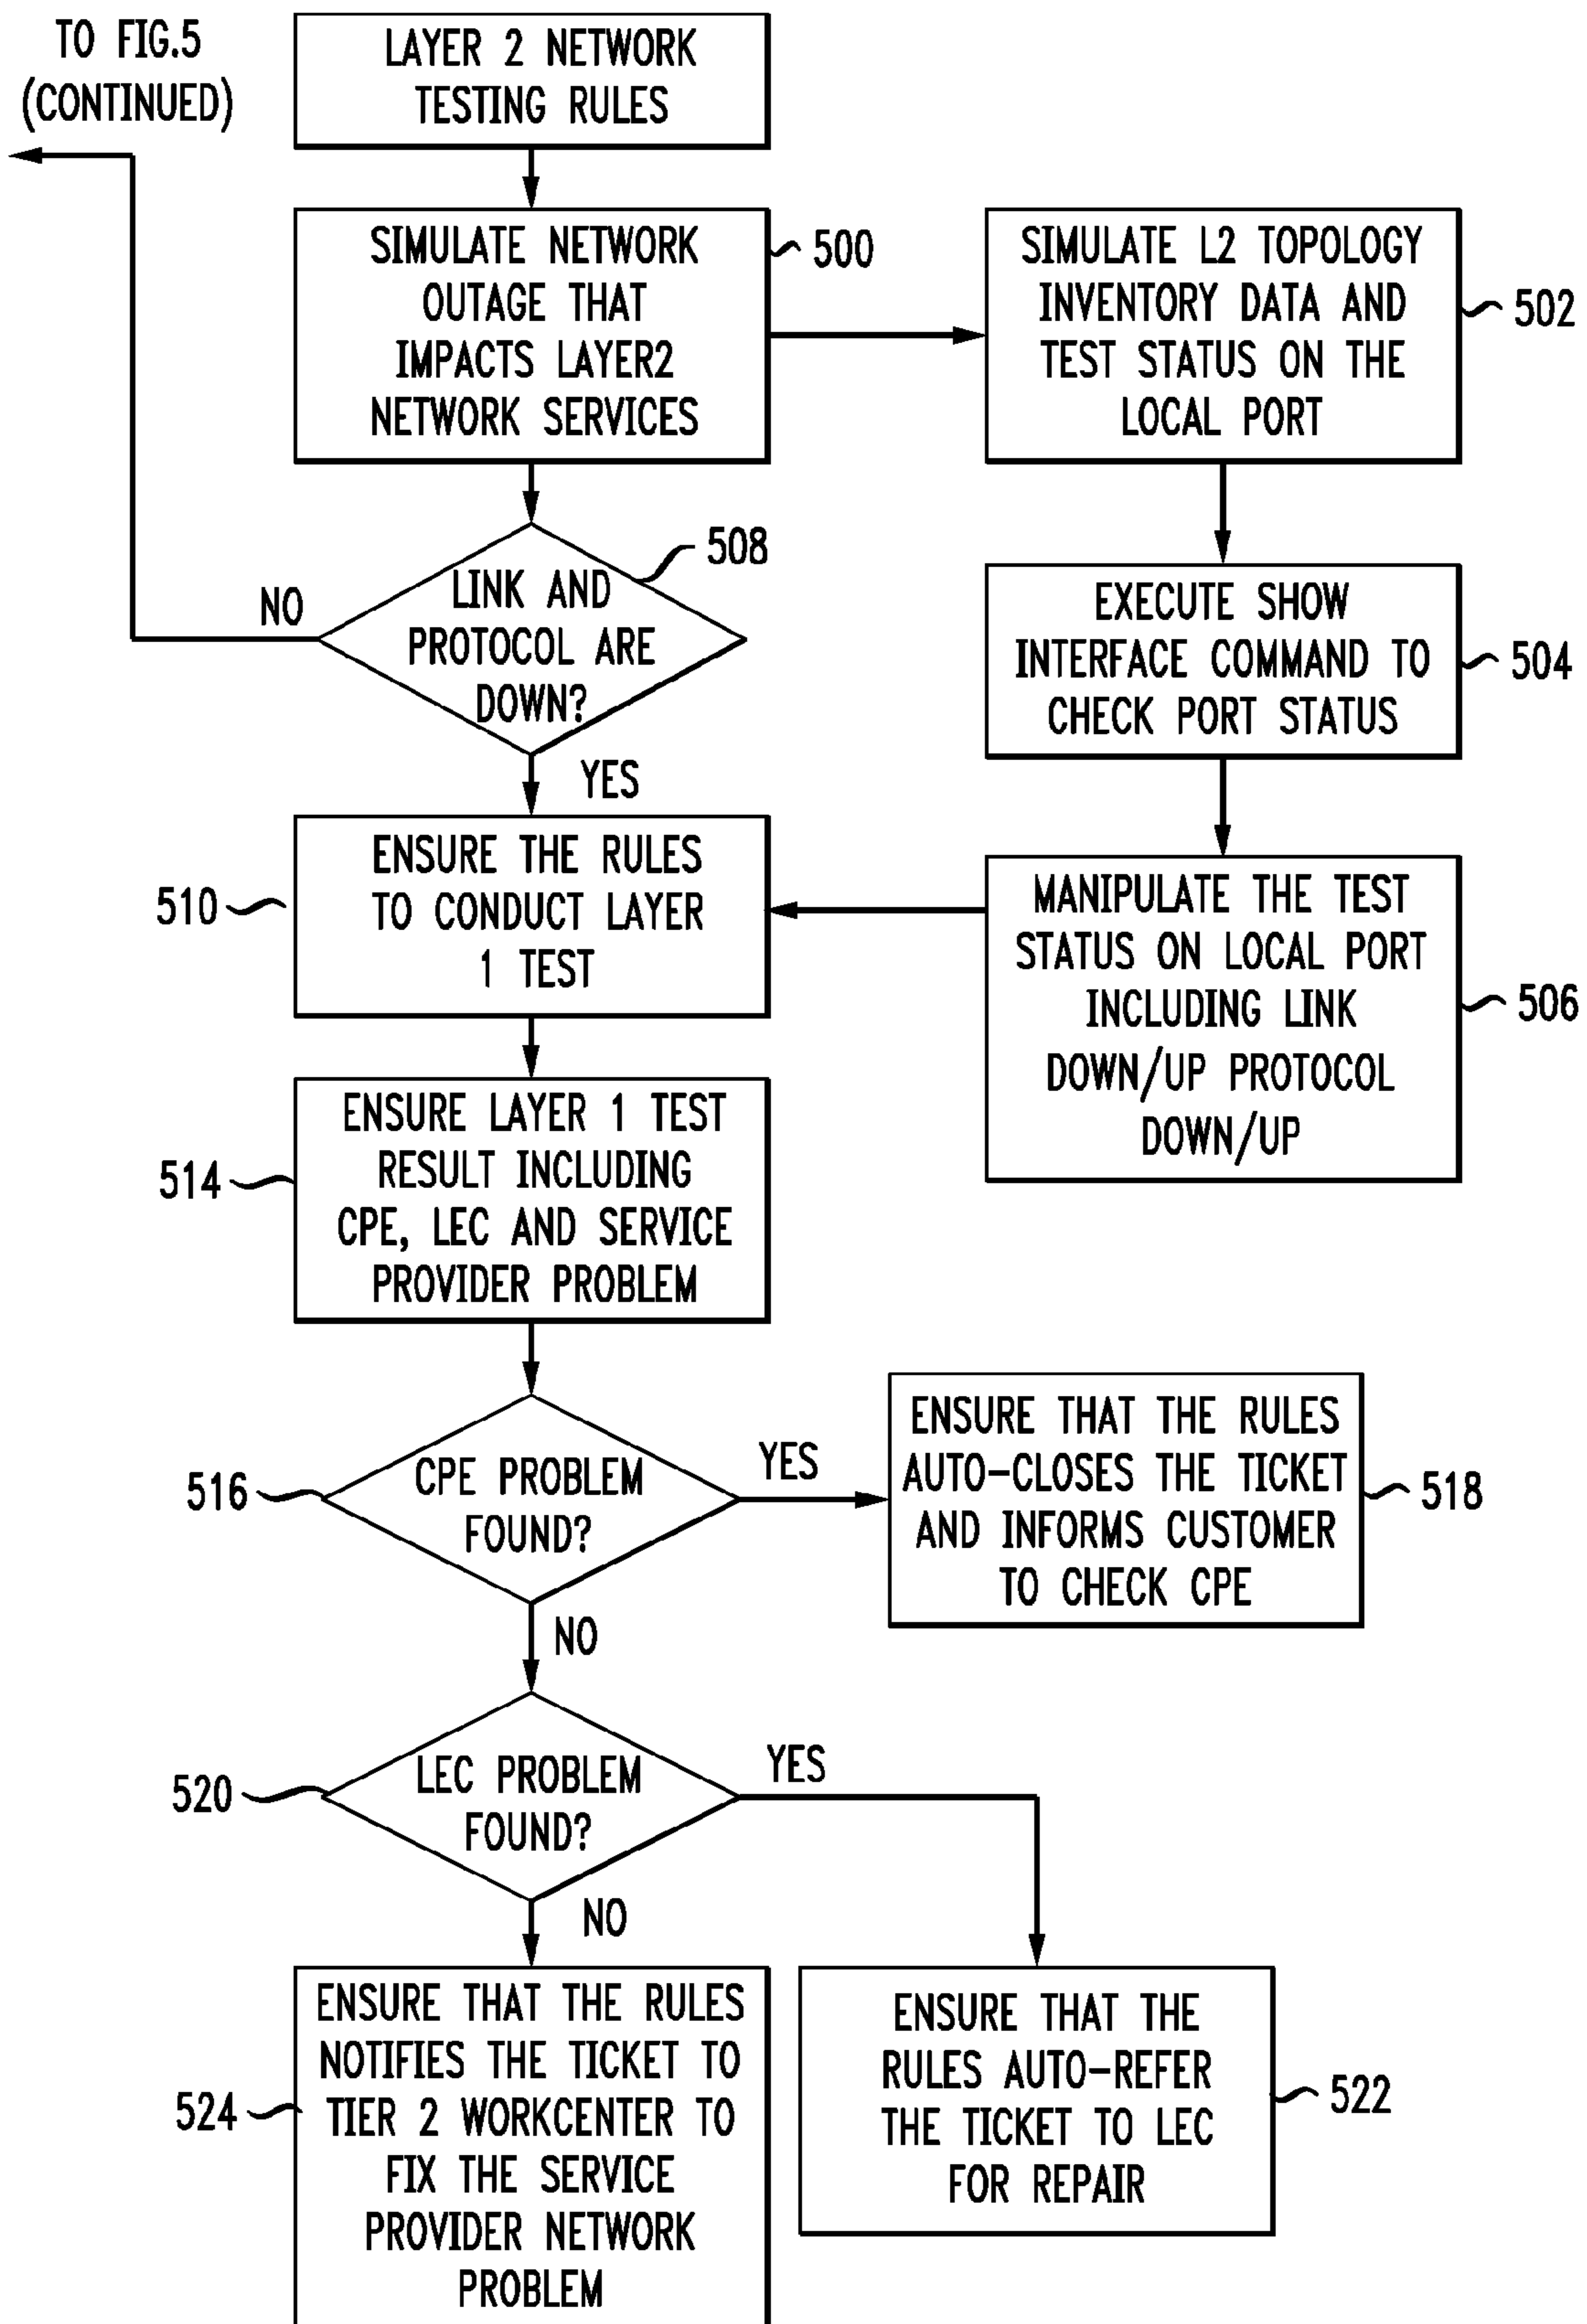 TO FIG.5
(CONTINUED)
LAYER 2 NETWORK
TESTING RULES
SIMULATE NETWORK
OUTAGE THAT
IMPACTS LAYER2
NETWORK SERVICES
500
SIMULATE L2 TOPOLOGY
INVENTORY DATA AND
TEST STATUS ON THE
LOCAL PORT
502
508
LINK AND
PROTOCOL ARE
DOWN?
NO
YES
EXECUTE SHOW
INTERFACE COMMAND TO
CHECK PORT STATUS
504
510
ENSURE THE RULES
TO CONDUCT LAYER
1 TEST
MANIPULATE THE TEST
STATUS ON LOCAL PORT
INCLUDING LINK
DOWN/UP PROTOCOL
DOWN/UP
506
514
ENSURE LAYER 1 TEST
RESULT INCLUDING
CPE, LEC AND SERVICE
PROVIDER PROBLEM
516
CPE PROBLEM
FOUND?
YES
NO
ENSURE THAT THE RULES
AUTO-CLOSES THE TICKET
AND INFORMS CUSTOMER
TO CHECK CPE
518
520
LEC PROBLEM
FOUND?
YES
NO
524
ENSURE THAT THE RULES
NOTIFIES THE TICKET TO
TIER 2 WORKCENTER TO
FIX THE SERVICE
PROVIDER NETWORK
PROBLEM
ENSURE THAT THE
RULES AUTO-REFER
THE TICKET TO LEC
FOR REPAIR
522